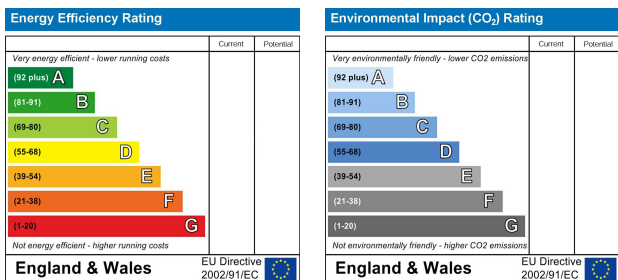 Energy Efficiency Rating
Current Potential
Very energy efficient - lower running costs
(92 plus) A
(81-91) B
(69-80) C
(55-68) D
(39-54) E
(21-38) F
(1-20) G
Not energy efficient - higher running costs
England & Wales
EU Directive
2002/91/EC
Environmental Impact (CO₂) Rating
Current Potential
Very environmentally friendly - lower CO2 emissions
(92 plus) A
(81-91) B
(69-80) C
(55-68) D
(39-54) E
(21-38) F
(1-20) G
Not environmentally friendly - higher CO2 emissions
England & Wales
EU Directive
2002/91/EC